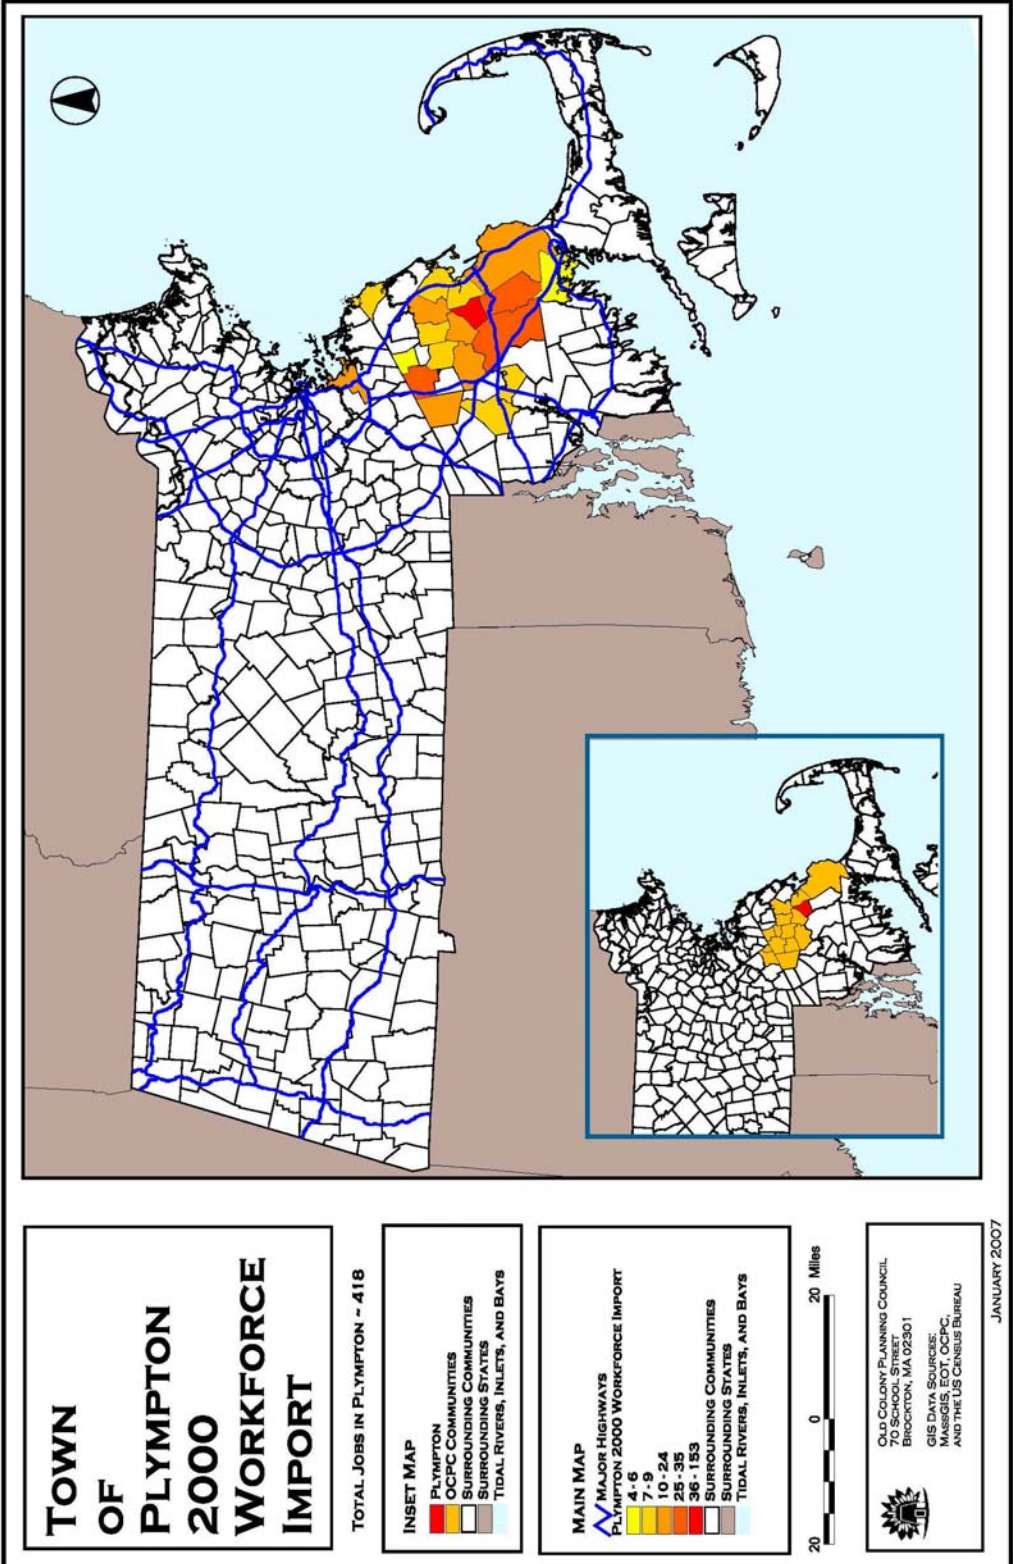 TOWN
OF
PLYMPTON
2000
WORKFORCE
IMPORT
TOTAL JOBS IN PLYMPTON ~ 418
INSET MAP
PLYMPTON
OCPC COMMUNITIES
SURROUNDING COMMUNITIES
SURROUNDING STATES
TIDAL RIVERS, INLETS, AND BAYS
MAIN MAP
MAJOR HIGHWAYS
PLYMPTON 2000 WORKFORCE IMPORT
4 - 6
7 - 9
10 - 24
25 - 35
36 - 153
SURROUNDING COMMUNITIES
SURROUNDING STATES
TIDAL RIVERS, INLETS, AND BAYS
20 0 20 Miles
OLD COLONY PLANNING COUNCIL
70 SCHOOL STREET
BROCKTON, MA 02301
GIS DATA SOURCES:
MASSGIS, EOT, OCPC,
AND THE US CENSUS BUREAU
JANUARY 2007